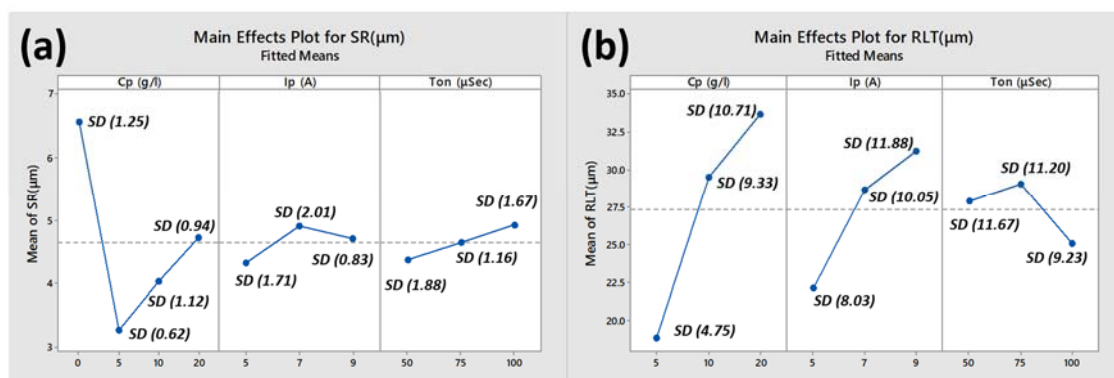 (a)
Main Effects Plot for SR(µm)
Fitted Means
Cp (g/l) Ip (A) Ton (µSec)
Mean of SR(µm)
7
6
5
4
3
SD (1.25)
SD (0.62)
SD (1.12)
SD (0.94)
SD (1.71)
SD (2.01)
SD (0.83)
SD (1.88)
SD (1.16)
SD (1.67)
0 5 10 20 5 7 9 50 75 100
(b)
Main Effects Plot for RLT(µm)
Fitted Means
Cp (g/l) Ip (A) Ton (µSec)
Mean of RLT(µm)
35.0
32.5
30.0
27.5
25.0
22.5
20.0
SD (4.75)
SD (9.33)
SD (10.71)
SD (8.03)
SD (10.05)
SD (11.88)
SD (11.67)
SD (11.20)
SD (9.23)
5 10 20 5 7 9 50 75 100